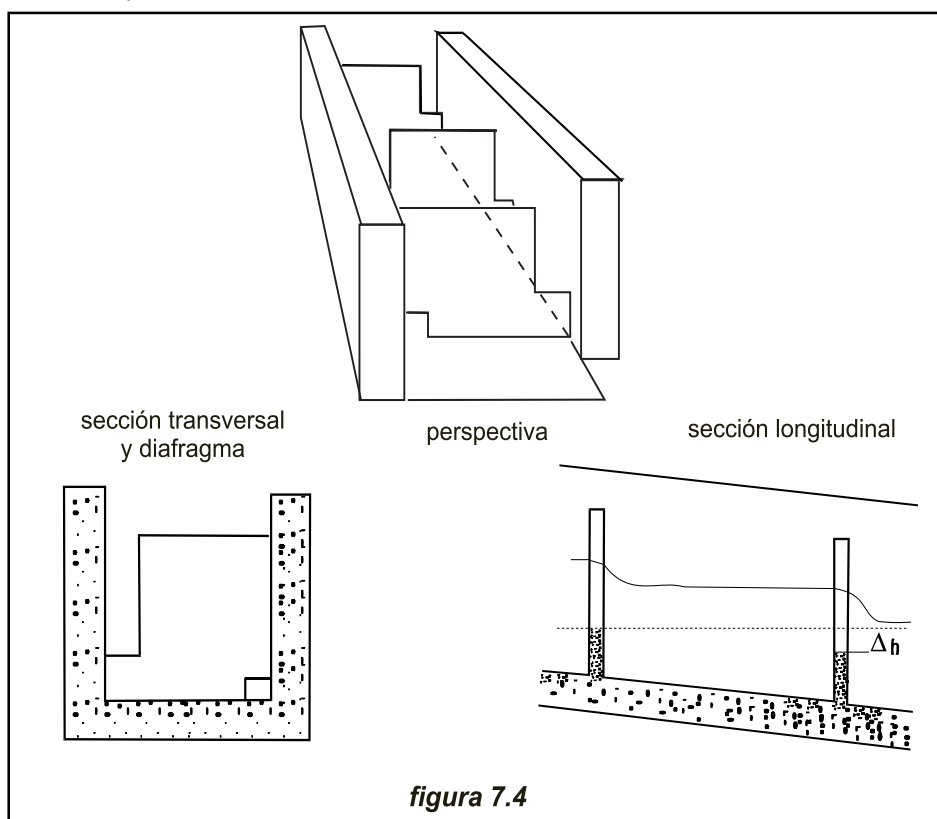 sección transversal
y diafragma
perspectiva
sección longitudinal
Δh
figura 7.4